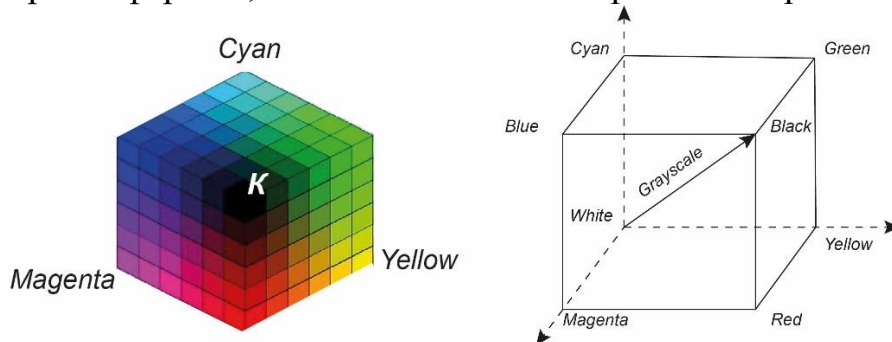 Cyan
K
Magenta
Yellow
Cyan
Green
Blue
Black
Grayscale
White
Yellow
Magenta
Red